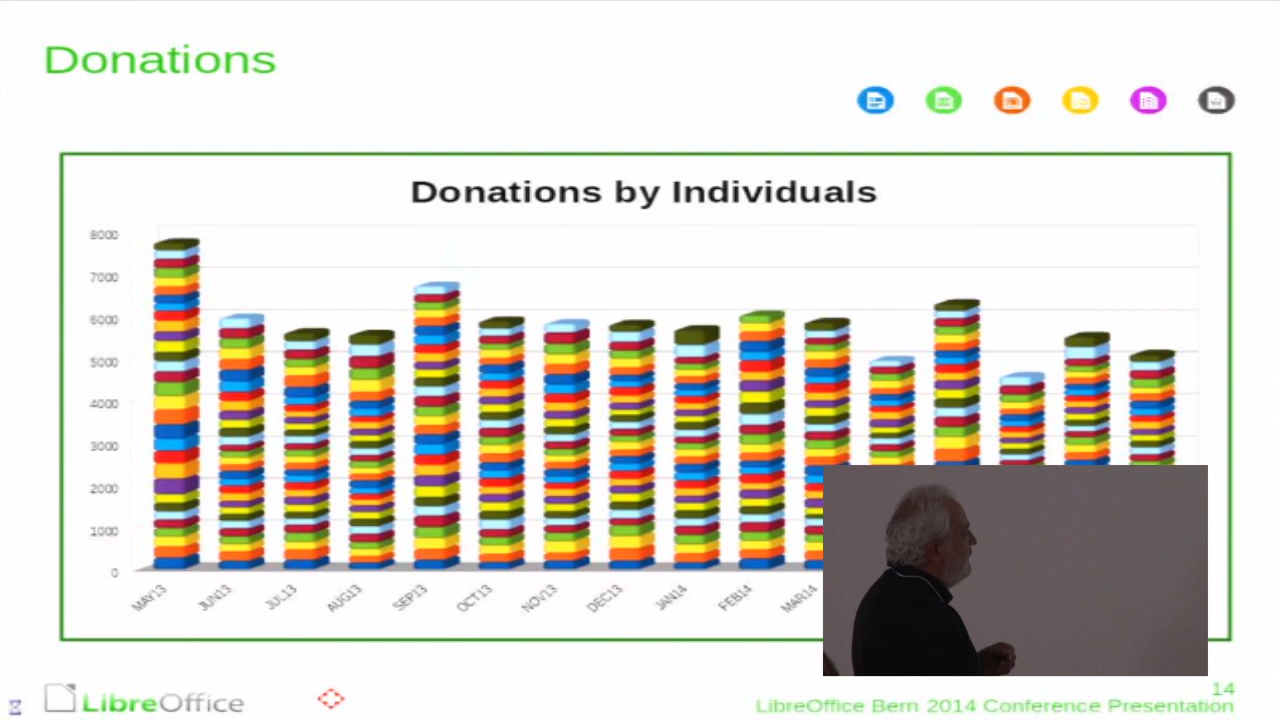 Donations
Donations by Individuals
8000
7000
6000
5000
4000
3000
2000
1000
0
MAY13 JUN13 JUL13 AUG13 SEP13 OCT13 NOV13 DEC13 JAN14 FEB14 MAR14
LibreOffice
14
LibreOffice Bern 2014 Conference Presentation